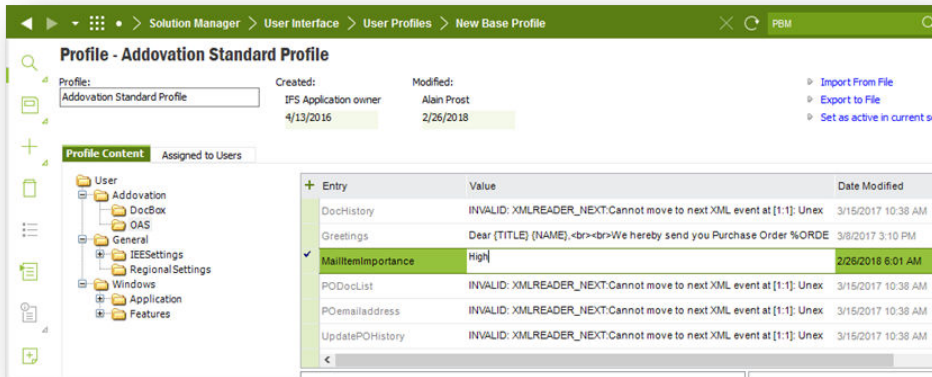 Solution Manager > User Interface > User Profiles > New Base Profile
PBM
Profile - Addovation Standard Profile
Profile:
Created:
Modified:
Import From File
Addovation Standard Profile
IFS Application owner
Alain Prost
Export to File
4/13/2016
2/26/2018
Set as active in current s
Profile Content
Assigned to Users
User
Addovation
DocBox
OAS
General
IEESettings
RegionalSettings
Windows
Application
Features
Entry Value Date Modified
DocHistory INVALID: XMLREADER_NEXT:Cannot move to next XML event at [1:1]: Unex 3/15/2017 10:38 AM
Greetings Dear {TITLE} {NAME},<br><br>We hereby send you Purchase Order %ORDE 3/8/2017 3:10 PM
MailItemImportance High 2/26/2018 6:01 AM
PODocList INVALID: XMLREADER_NEXT:Cannot move to next XML event at [1:1]: Unex 3/15/2017 10:38 AM
POemailaddress INVALID: XMLREADER_NEXT:Cannot move to next XML event at [1:1]: Unex 3/15/2017 10:38 AM
UpdatePOHistory INVALID: XMLREADER_NEXT:Cannot move to next XML event at [1:1]: Unex 3/15/2017 10:38 AM